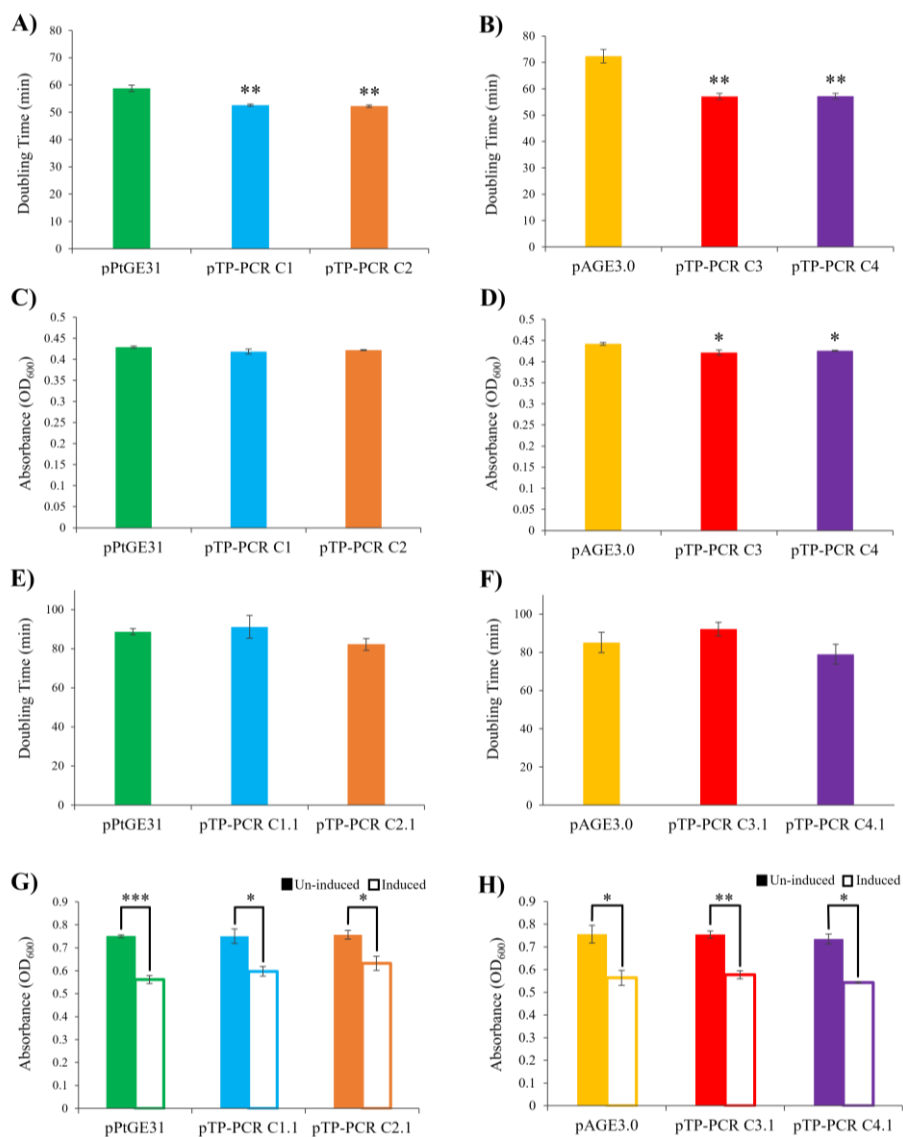 A)
Doubling Time (min)
80
70
60
50
40
30
20
10
0
**
**
pPtGE31
pTP-PCR C1
pTP-PCR C2
B)
Doubling Time (min)
80
70
60
50
40
30
20
10
0
**
**
pAGE3.0
pTP-PCR C3
pTP-PCR C4
C)
Absorbance (OD600)
0.5
0.45
0.4
0.35
0.3
0.25
0.2
0.15
0.1
0.05
0
pPtGE31
pTP-PCR C1
pTP-PCR C2
D)
Absorbance (OD600)
0.5
0.45
0.4
0.35
0.3
0.25
0.2
0.15
0.1
0.05
0
*
*
pAGE3.0
pTP-PCR C3
pTP-PCR C4
E)
Doubling Time (min)
100
80
60
40
20
0
pPtGE31
pTP-PCR C1.1
pTP-PCR C2.1
F)
Doubling Time (min)
100
80
60
40
20
0
pAGE3.0
pTP-PCR C3.1
pTP-PCR C4.1
G)
Un-induced Induced
Absorbance (OD600)
0.9
0.8
0.7
0.6
0.5
0.4
0.3
0.2
0.1
0
***
*
*
pPtGE31
pTP-PCR C1.1
pTP-PCR C2.1
H)
Un-induced Induced
Absorbance (OD600)
0.9
0.8
0.7
0.6
0.5
0.4
0.3
0.2
0.1
0
*
**
*
pAGE3.0
pTP-PCR C3.1
pTP-PCR C4.1